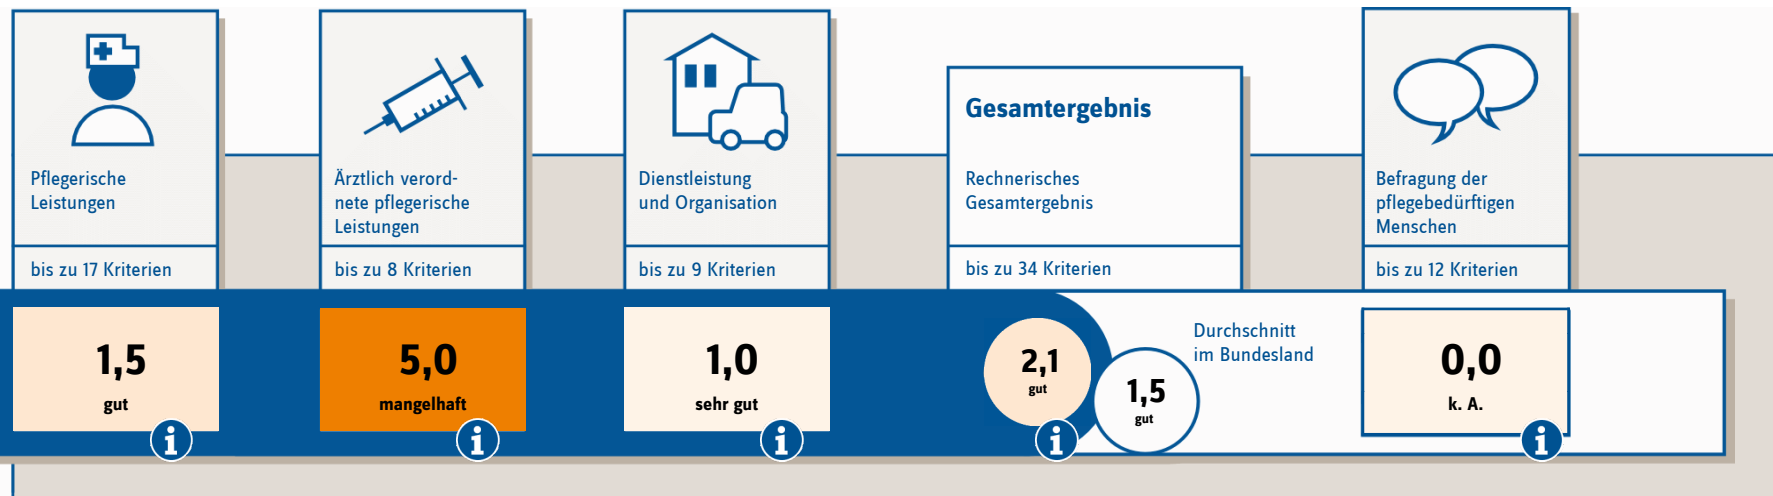 Pflegerische
Leistungen
bis zu 17 Kriterien
1,5
gut
i
Ärztlich verord-
nete pflegerische
Leistungen
bis zu 8 Kriterien
5,0
mangelhaft
i
Dienstleistung
und Organisation
bis zu 9 Kriterien
1,0
sehr gut
i
Gesamtergebnis
Rechnerisches
Gesamtergebnis
bis zu 34 Kriterien
2,1
gut
i
Durchschnitt
im Bundesland
1,5
gut
Befragung der
pflegebedürftigen
Menschen
bis zu 12 Kriterien
0,0
k. A.
i